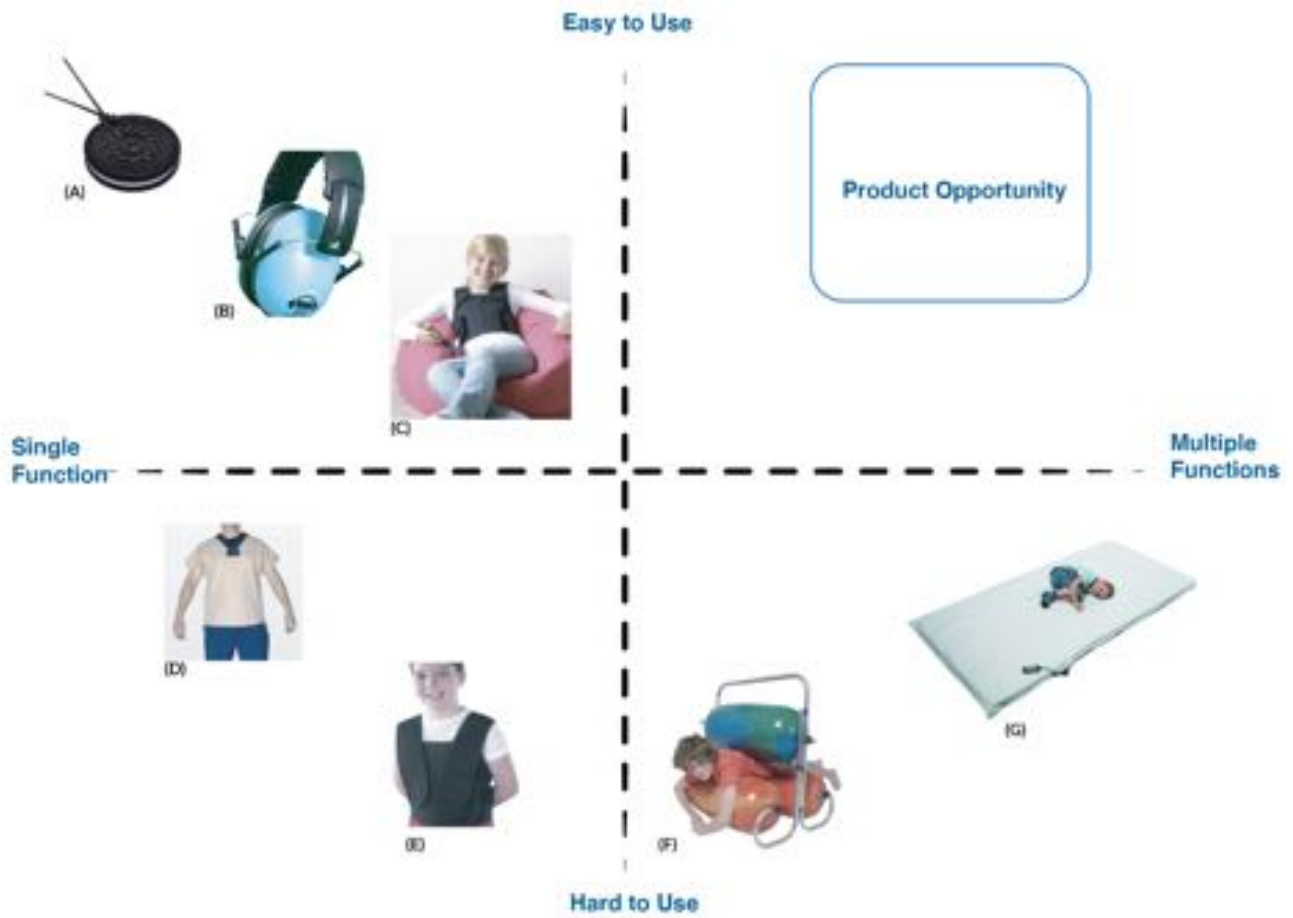 Easy to Use
(A)
Product Opportunity
(B)
(C)
Single
Function
Multiple
Functions
(D)
(G)
(E)
(F)
Hard to Use